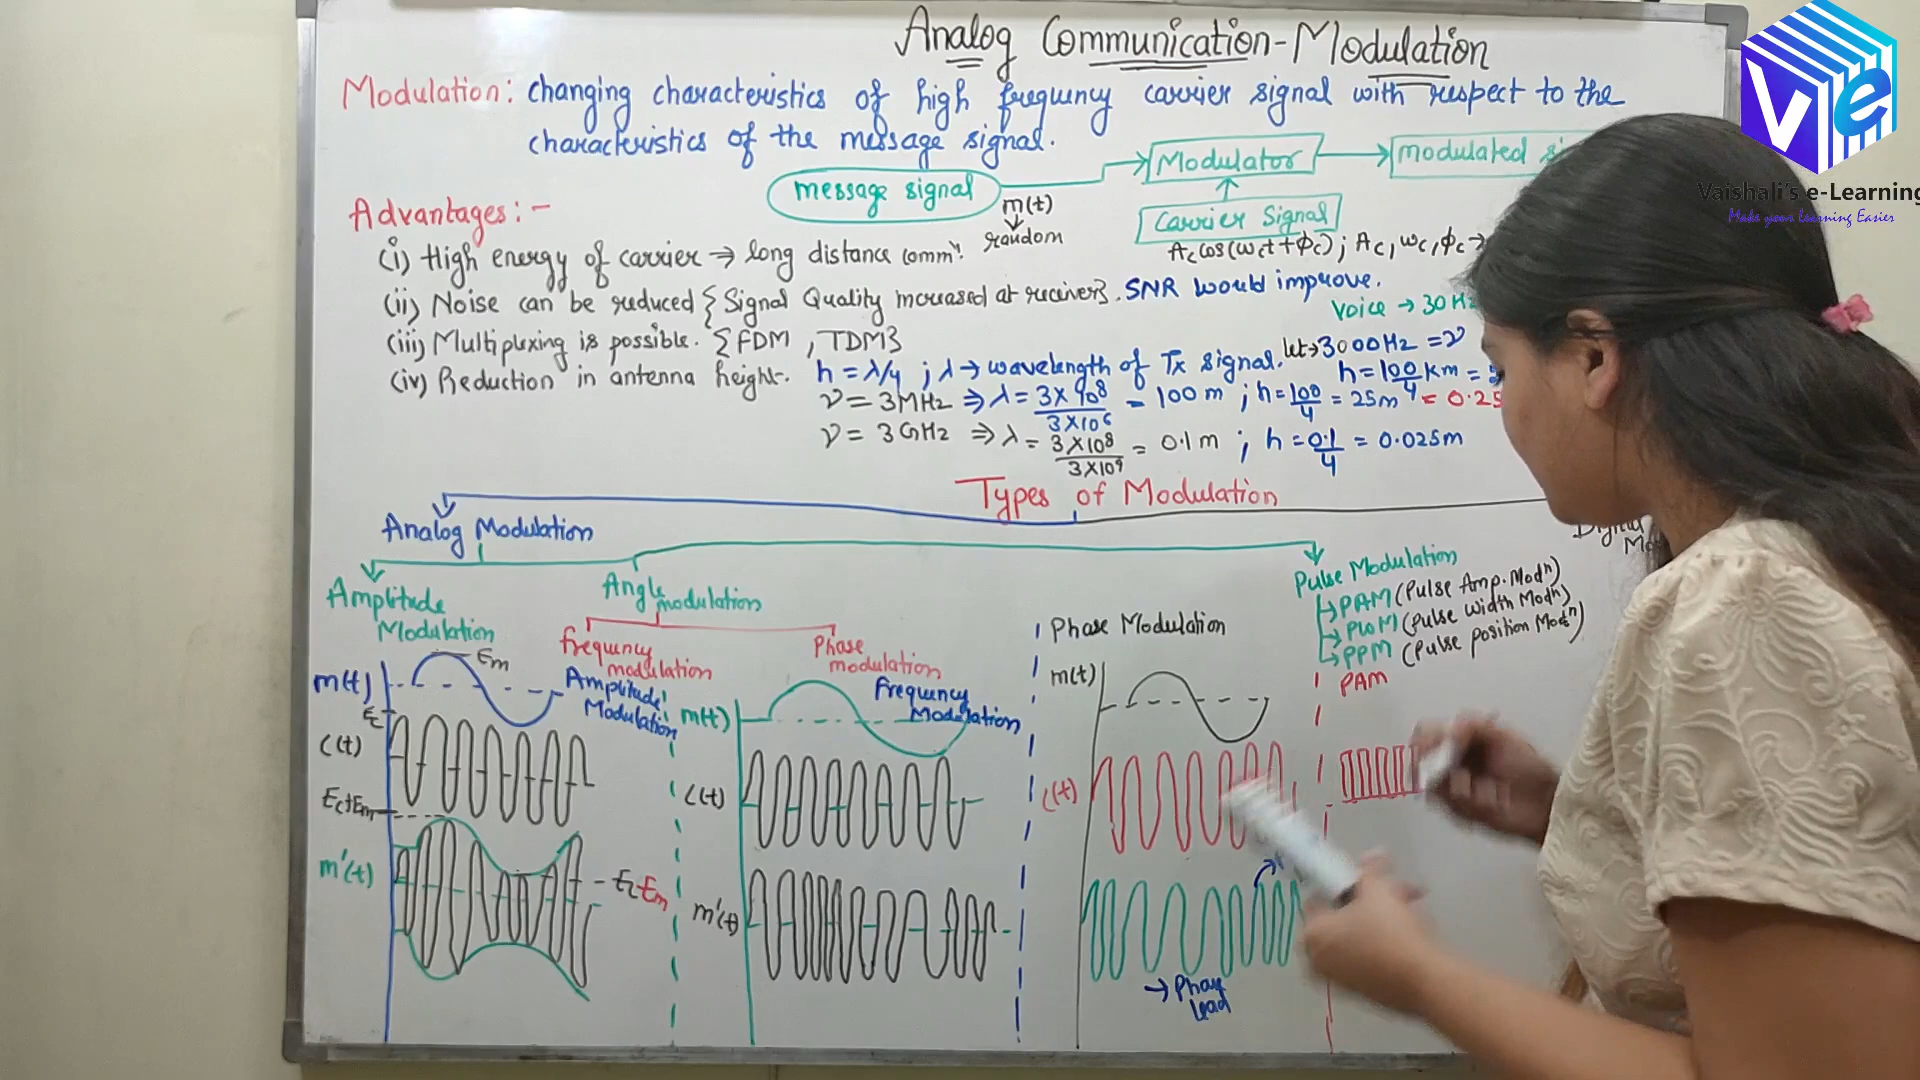 Analog Communication-Modulation
Modulation: changing characteristics of high frequency carrier signal with respect to the
characteristics of the message signal.
message signal
m(t)
random
Modulator
modulated
Carrier Signal
Ac cos(ωct+φc); Ac, ωc, φc →
Advantages:-
(i) High energy of carrier → long distance commn.
(ii) Noise can be reduced {Signal Quality increased at receiver}. SNR would improve.
(iii) Multiplexing is possible. {FDM, TDM}
(iv) Reduction in antenna height. h = λ/4 ; λ → wavelength of Tx signal.
Voice → 30 Hz
let → 3000Hz = ν
h = 100/4 km =
ν = 3MHz ⇒ λ = 3×10⁸/3×10⁶ = 100 m ; h = 100/4 = 25m = 0.25
ν = 3GHz ⇒ λ = 3×10⁸/3×10⁹ = 0.1 m ; h = 0.1/4 = 0.025m
Types of Modulation
Analog Modulation
Digital
Amplitude
Modulation
Angle
modulation
frequency
modulation
Phase
modulation
Pulse Modulation
PAM (Pulse Amp. Modn)
PWM (Pulse width Modn)
PPM (Pulse position Modn)
m(t)
Em
Amplitude
Modulation
Ec
C(t)
Ec+Em
m'(t)
Ec-Em
m(t)
Frequency
Modulation
C(t)
m'(t)
Phase Modulation
m(t)
C(t)
→ Phase
lead
PAM
Ve
Vaishali's e-Learning
Make your Learning Easier